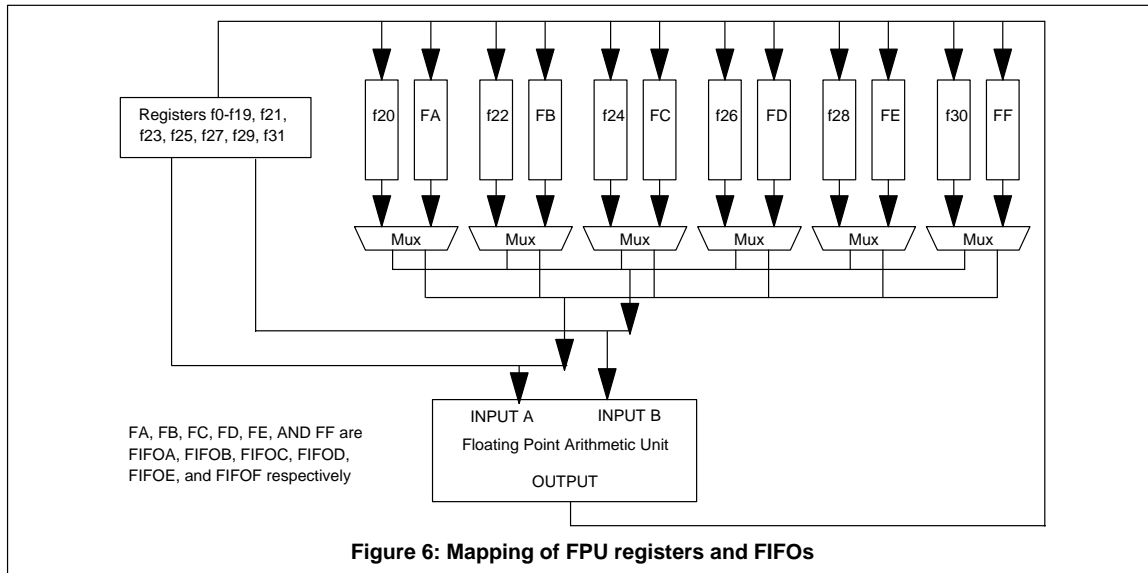 Registers f0-f19, f21,
f23, f25, f27, f29, f31
f20 FA f22 FB f24 FC f26 FD f28 FE f30 FF
Mux Mux Mux Mux Mux Mux
INPUT A INPUT B
Floating Point Arithmetic Unit
OUTPUT
FA, FB, FC, FD, FE, AND FF are
FIFOA, FIFOB, FIFOC, FIFOD,
FIFOE, and FIFOF respectively
Figure 6: Mapping of FPU registers and FIFOs